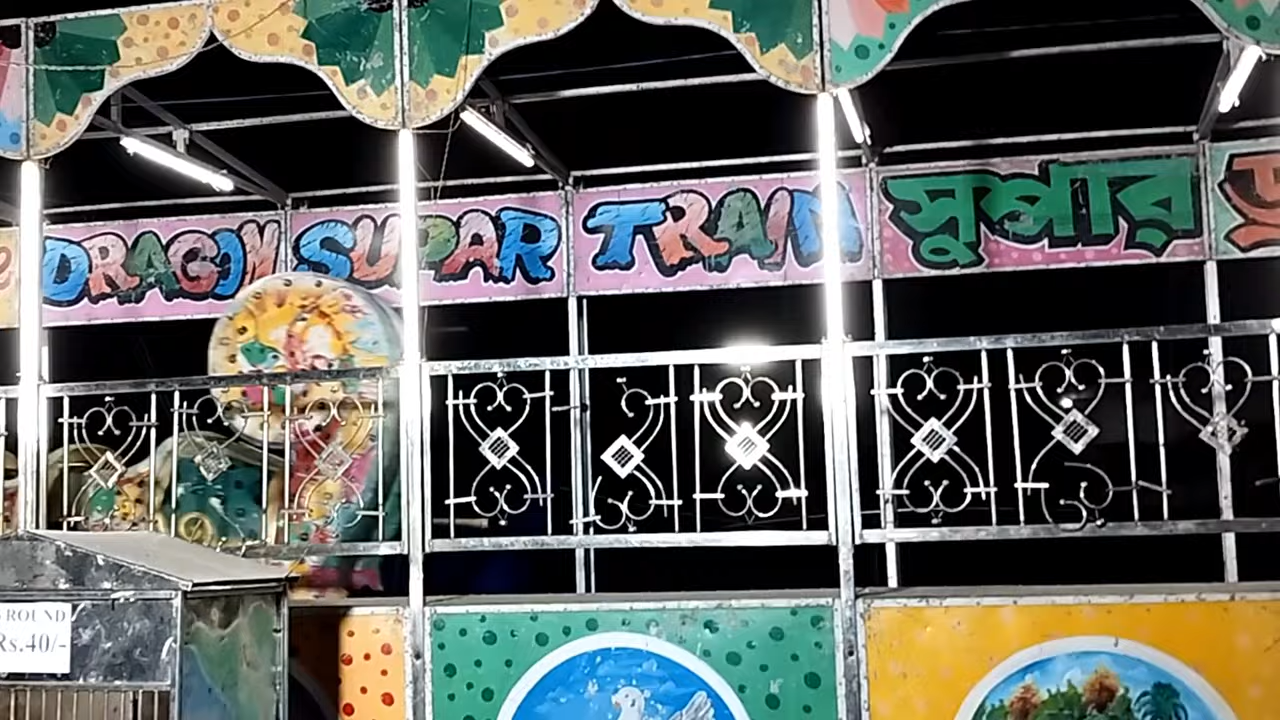 DRAGON SUPAR TRAIN সুপার
ROUND
Rs.40/-